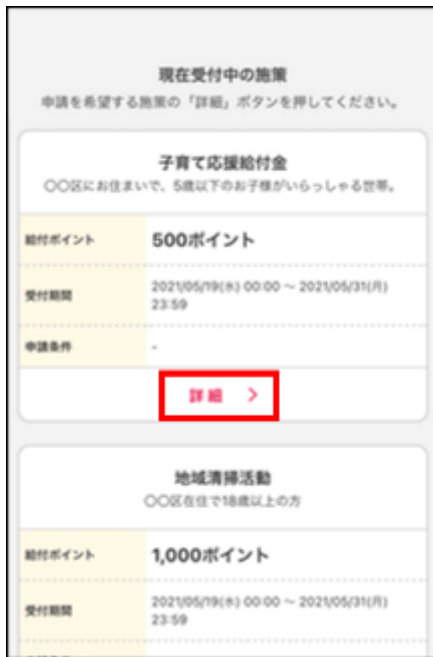 現在受付中の施策
申請を希望する施策の「詳細」ボタンを押してください。
子育て応援給付金
〇〇区にお住まいで、5歳以下のお子様がいらっしゃる世帯。
給付ポイント
500ポイント
受付期間
2021/05/19(水) 00:00 ~ 2021/05/31(月)
23:59
申請条件
-
詳細 >
地域清掃活動
〇〇区在住で18歳以上の方
給付ポイント
1,000ポイント
受付期間
2021/05/19(水) 00:00 ~ 2021/05/31(月)
23:59